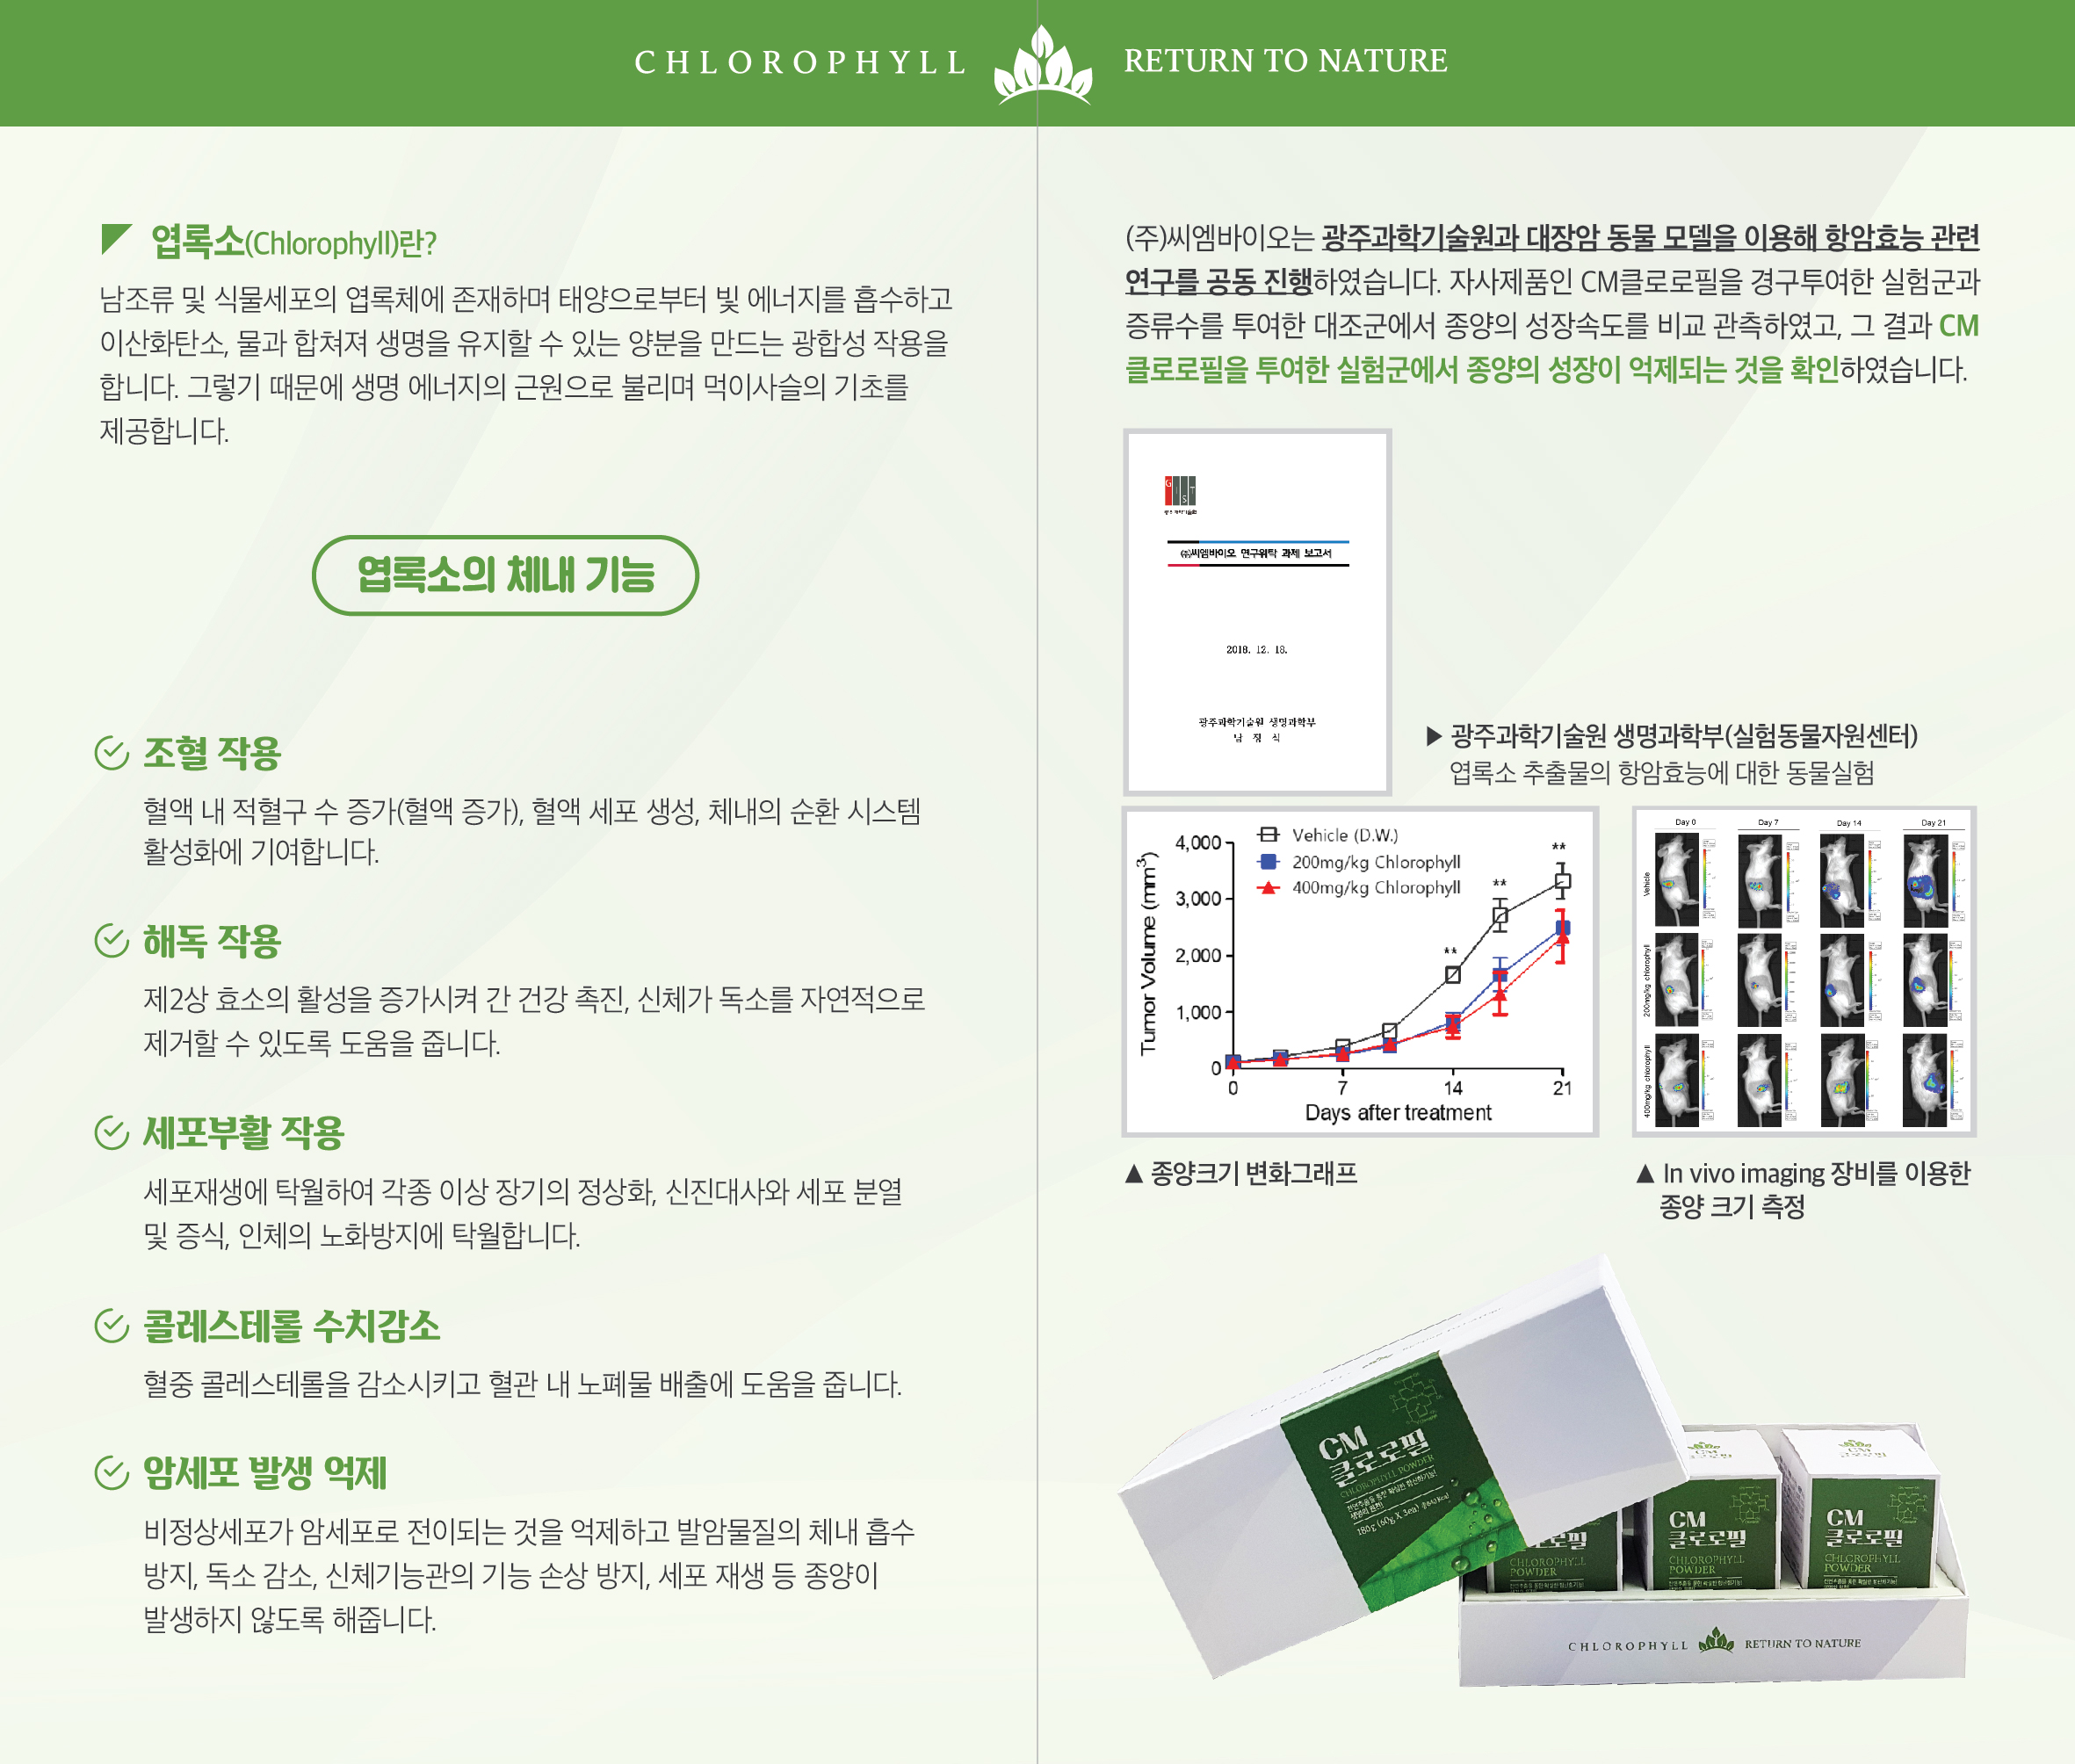 CHLOROPHYLL RETURN TO NATURE
엽록소(Chlorophyll)란?
남조류 및 식물세포의 엽록체에 존재하며 태양으로부터 빛 에너지를 흡수하고
이산화탄소, 물과 합쳐져 생명을 유지할 수 있는 양분을 만드는 광합성 작용을
합니다. 그렇기 때문에 생명 에너지의 근원으로 불리며 먹이사슬의 기초를
제공합니다.
엽록소의 체내 기능
조혈 작용
혈액 내 적혈구 수 증가(혈액 증가), 혈액 세포 생성, 체내의 순환 시스템
활성화에 기여합니다.
해독 작용
제2상 효소의 활성을 증가시켜 간 건강 촉진, 신체가 독소를 자연적으로
제거할 수 있도록 도움을 줍니다.
세포부활 작용
세포재생에 탁월하여 각종 이상 장기의 정상화, 신진대사와 세포 분열
및 증식, 인체의 노화방지에 탁월합니다.
콜레스테롤 수치감소
혈중 콜레스테롤을 감소시키고 혈관 내 노폐물 배출에 도움을 줍니다.
암세포 발생 억제
비정상세포가 암세포로 전이되는 것을 억제하고 발암물질의 체내 흡수
방지, 독소 감소, 신체기능관의 기능 손상 방지, 세포 재생 등 종양이
발생하지 않도록 해줍니다.
(주)씨엠바이오는 광주과학기술원과 대장암 동물 모델을 이용해 항암효능 관련
연구를 공동 진행하였습니다. 자사제품인 CM클로로필을 경구투여한 실험군과
증류수를 투여한 대조군에서 종양의 성장속도를 비교 관측하였고, 그 결과 CM
클로로필을 투여한 실험군에서 종양의 성장이 억제되는 것을 확인하였습니다.
GIST
광주과학기술원
(주)씨엠바이오 연구위탁 과제 보고서
2018. 12. 18.
광주과학기술원 생명과학부
남 정 식
▶ 광주과학기술원 생명과학부(실험동물자원센터)
엽록소 추출물의 항암효능에 대한 동물실험
Vehicle (D.W.)
200mg/kg Chlorophyll
400mg/kg Chlorophyll
Tumor Volume (mm³)
4,000
3,000
2,000
1,000
0
** ** **
0 7 14 21
Days after treatment
Day 0 Day 7 Day 14 Day 21
Vehicle
200mg/kg chlorophyll
400mg/kg chlorophyll
▲ 종양크기 변화그래프
▲ In vivo imaging 장비를 이용한
종양 크기 측정
CM
클로로필
CHLOROPHYLL POWDER
180g (60g X 3ea)
클로로필
CHLOROPHYLL
POWDER
CM
클로로필
CHLOROPHYLL
POWDER
CM
클로로필
CHLOROPHYLL
POWDER
CHLOROPHYLL RETURN TO NATURE